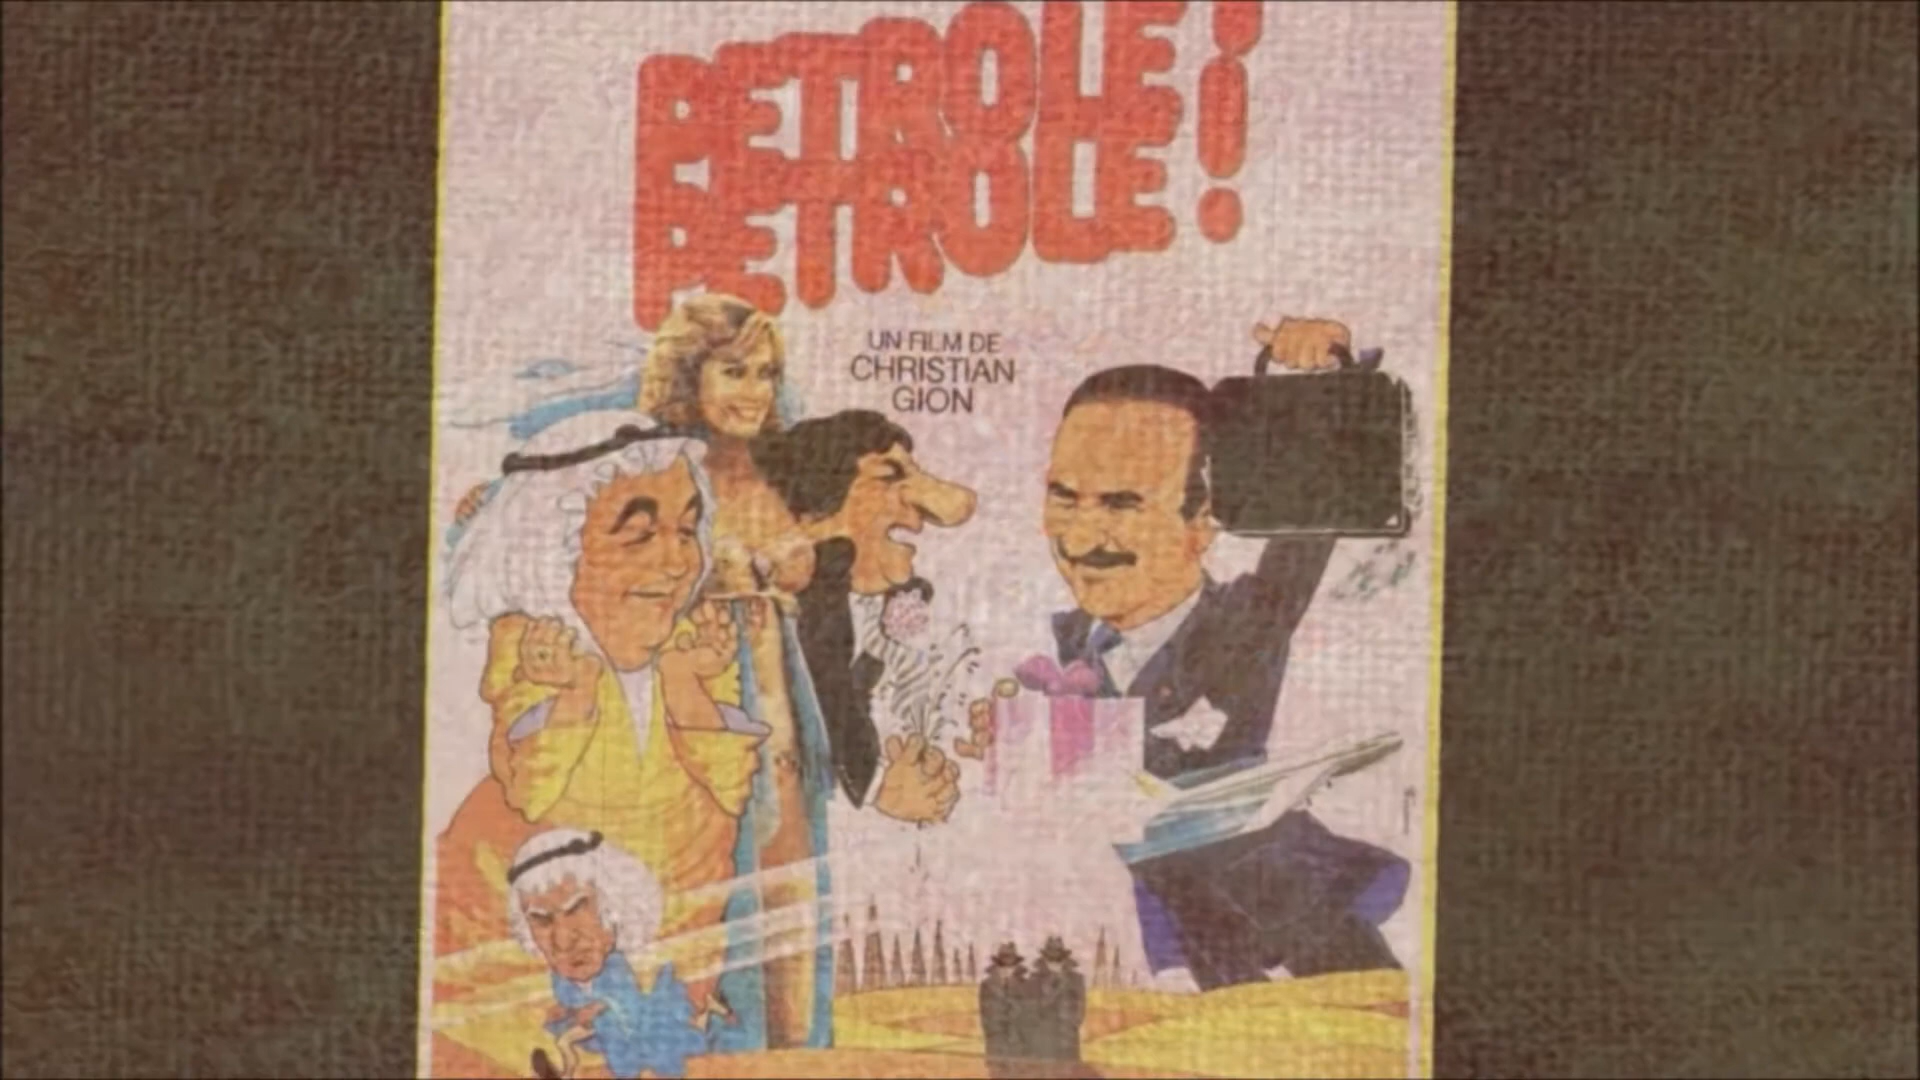 PETROLE!
PETROLE!
UN FILM DE
CHRISTIAN
GION